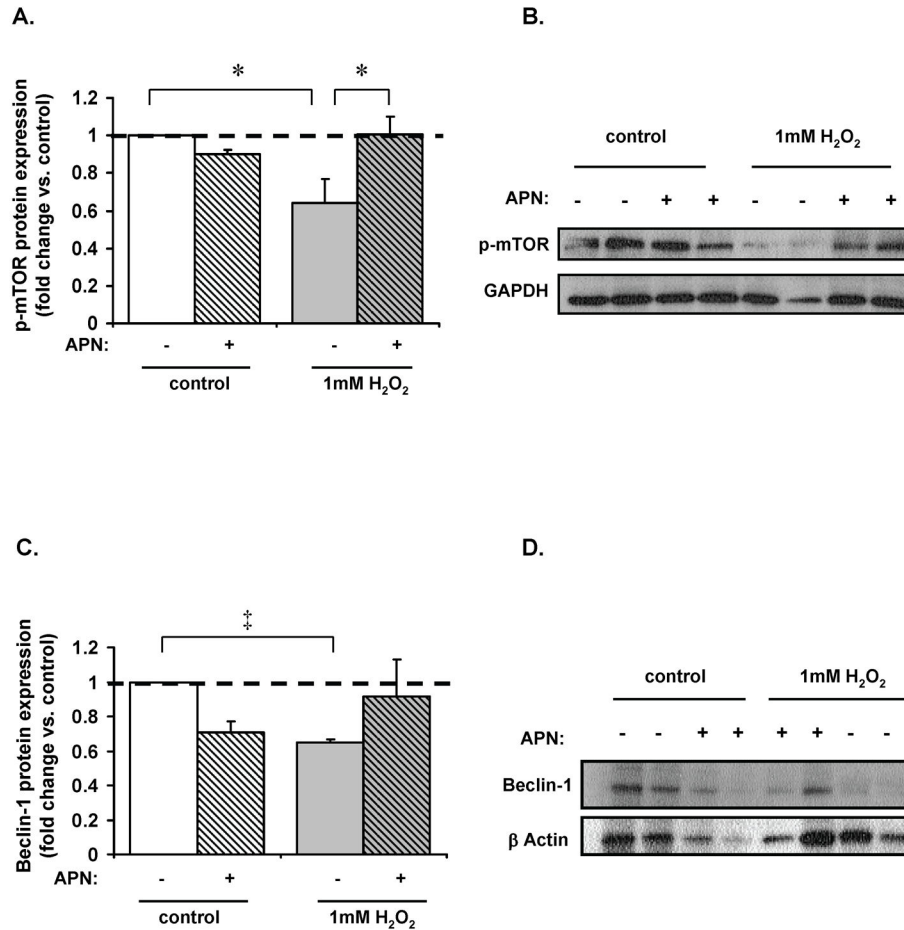 A.
p-mTOR protein expression
(fold change vs. control)
* *
1.2
1
0.8
0.6
0.4
0.2
0
APN: - + - +
control 1mM H₂O₂
B.
control 1mM H₂O₂
APN: - - + + - - + +
p-mTOR
GAPDH
C.
Beclin-1 protein expression
(fold change vs. control)
‡
1.2
1
0.8
0.6
0.4
0.2
0
APN: - + - +
control 1mM H₂O₂
D.
control 1mM H₂O₂
APN: - - + + + + - -
Beclin-1
β Actin